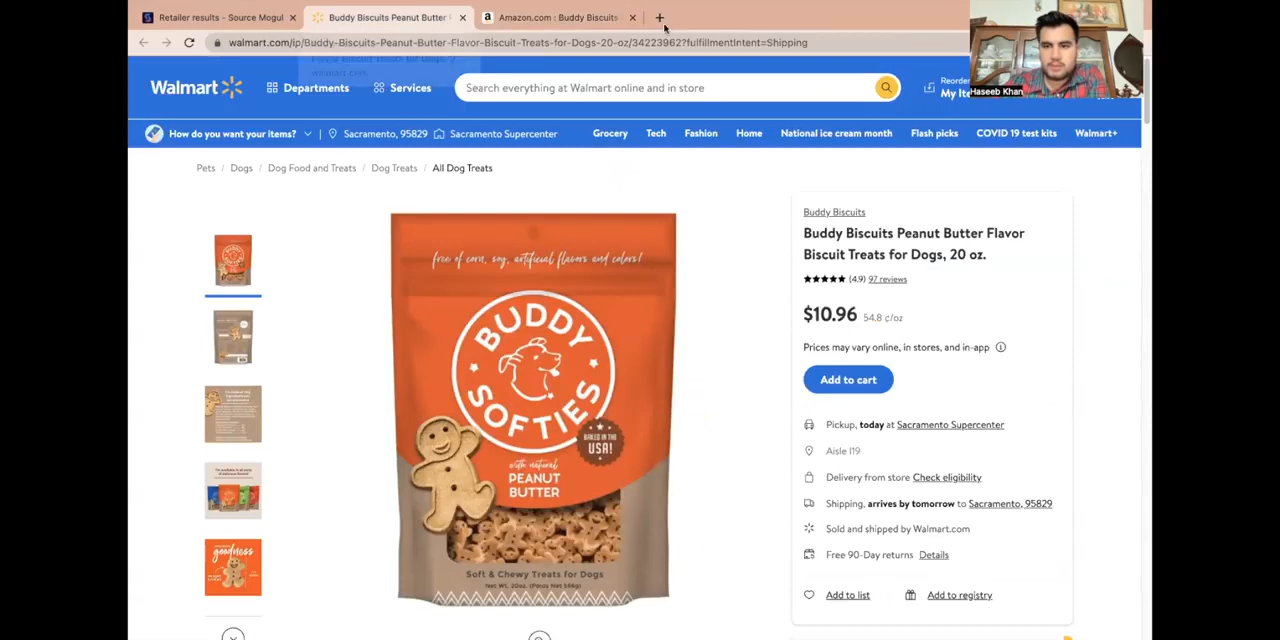 Retailer results - Source Mogul
Buddy Biscuits Peanut Butter F
Amazon.com : Buddy Biscuits
walmart.com/ip/Buddy-Biscuits-Peanut-Butter-Flavor-Biscuit-Treats-for-Dogs-20-oz/34223962?fulfillmentIntent=Shipping
Haseeb Khan
Walmart
Departments
Services
Search everything at Walmart online and in store
Reorder
My Ite
How do you want your items?
Sacramento, 95829
Sacramento Supercenter
Grocery
Tech
Fashion
Home
National ice cream month
Flash picks
COVID 19 test kits
Walmart+
Pets / Dogs / Dog Food and Treats / Dog Treats / All Dog Treats
free of corn, soy, artificial flavors and colors!
BUDDY
SOFTIES
BAKED IN THE
USA!
with natural
PEANUT
BUTTER
Soft & Chewy Treats for Dogs
goodness
Buddy Biscuits
Buddy Biscuits Peanut Butter Flavor
Biscuit Treats for Dogs, 20 oz.
(4.9) 97 reviews
$10.96 54.8 ¢/oz
Prices may vary online, in stores, and in-app
Add to cart
Pickup, today at Sacramento Supercenter
Aisle I19
Delivery from store Check eligibility
Shipping, arrives by tomorrow to Sacramento, 95829
Sold and shipped by Walmart.com
Free 90-Day returns Details
Add to list
Add to registry